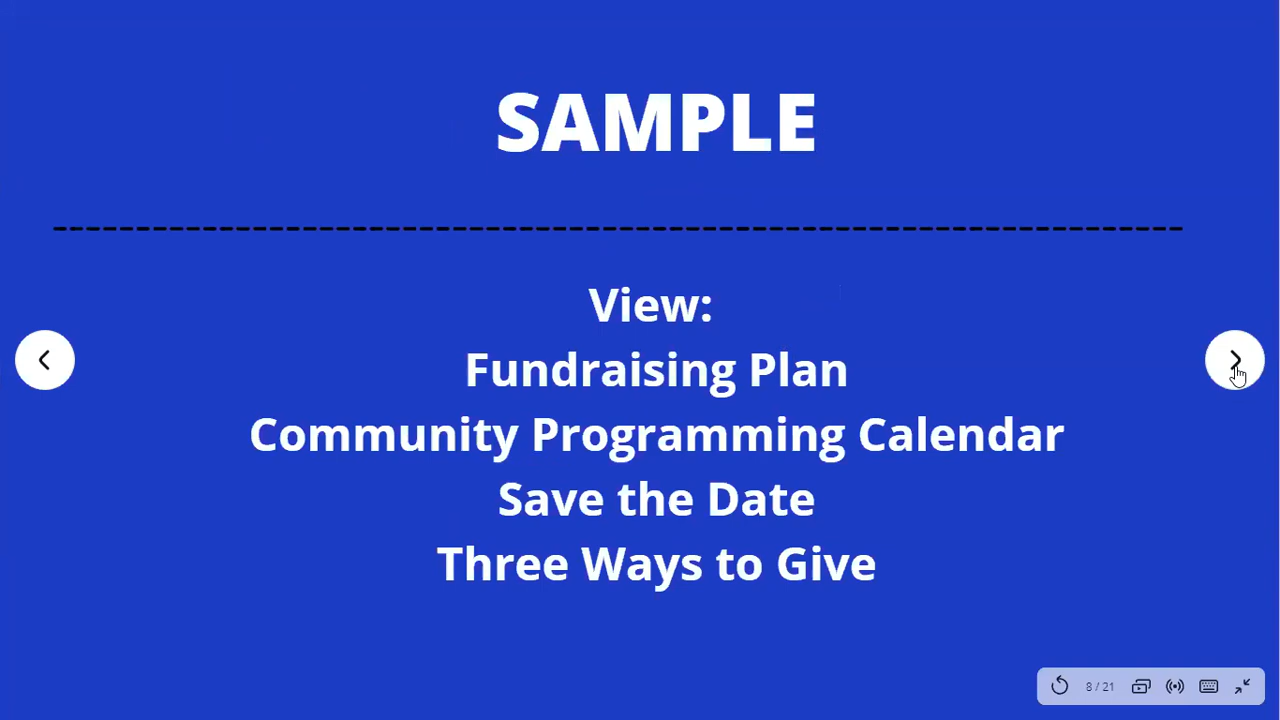 SAMPLE
View:
Fundraising Plan
Community Programming Calendar
Save the Date
Three Ways to Give
8 / 21